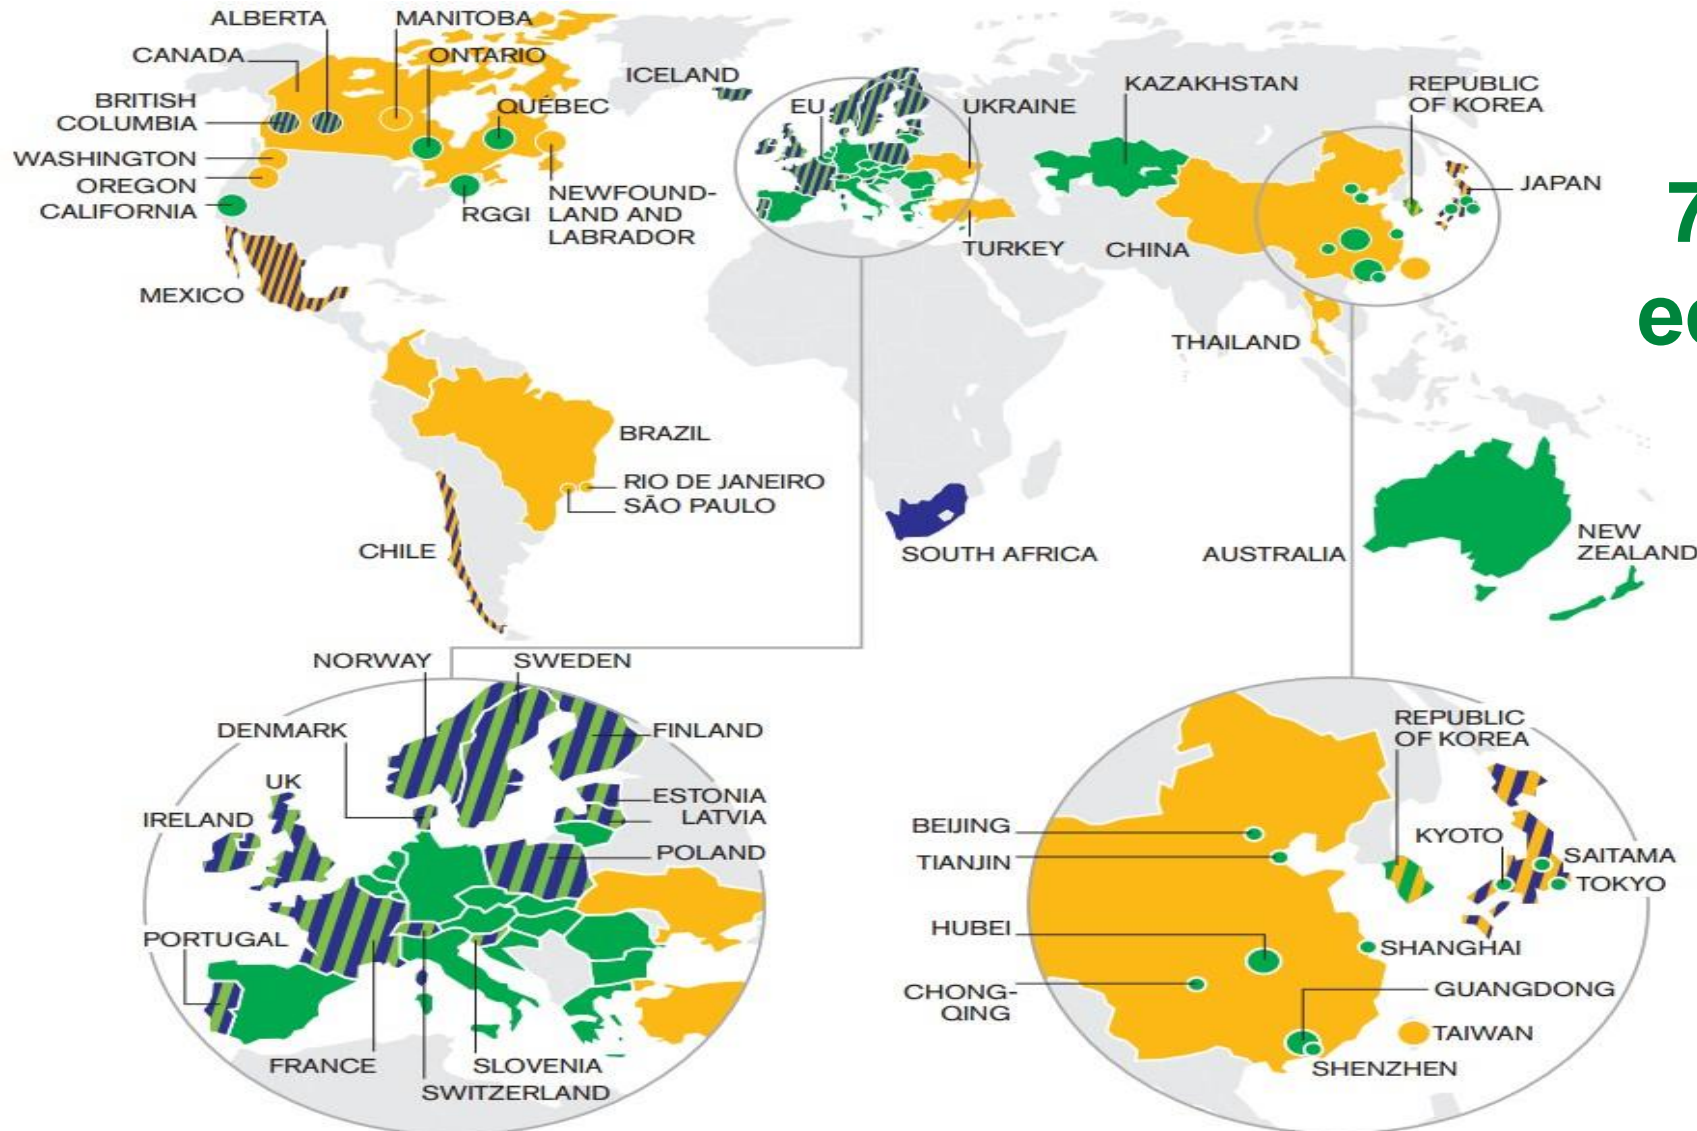 ALBERTA
MANITOBA
CANADA
ONTARIO
BRITISH
COLUMBIA
QUÉBEC
WASHINGTON
OREGON
CALIFORNIA
RGGI
NEWFOUND-
LAND AND
LABRADOR
MEXICO
ICELAND
EU
UKRAINE
KAZAKHSTAN
REPUBLIC
OF KOREA
JAPAN
TURKEY
CHINA
THAILAND
7
BRAZIL
RIO DE JANEIRO
SÃO PAULO
CHILE
SOUTH AFRICA
AUSTRALIA
NEW
ZEALAND
NORWAY
SWEDEN
DENMARK
FINLAND
UK
IRELAND
ESTONIA
LATVIA
POLAND
PORTUGAL
FRANCE
SLOVENIA
SWITZERLAND
REPUBLIC
OF KOREA
BEIJING
TIANJIN
KYOTO
SAITAMA
TOKYO
HUBEI
SHANGHAI
CHONG-
QING
GUANGDONG
TAIWAN
SHENZHEN